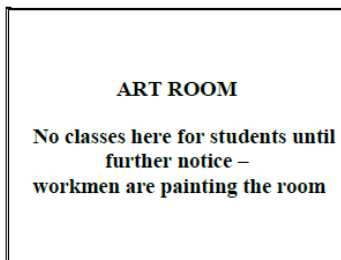 ART ROOM
No classes here for students until
further notice –
workmen are painting the room